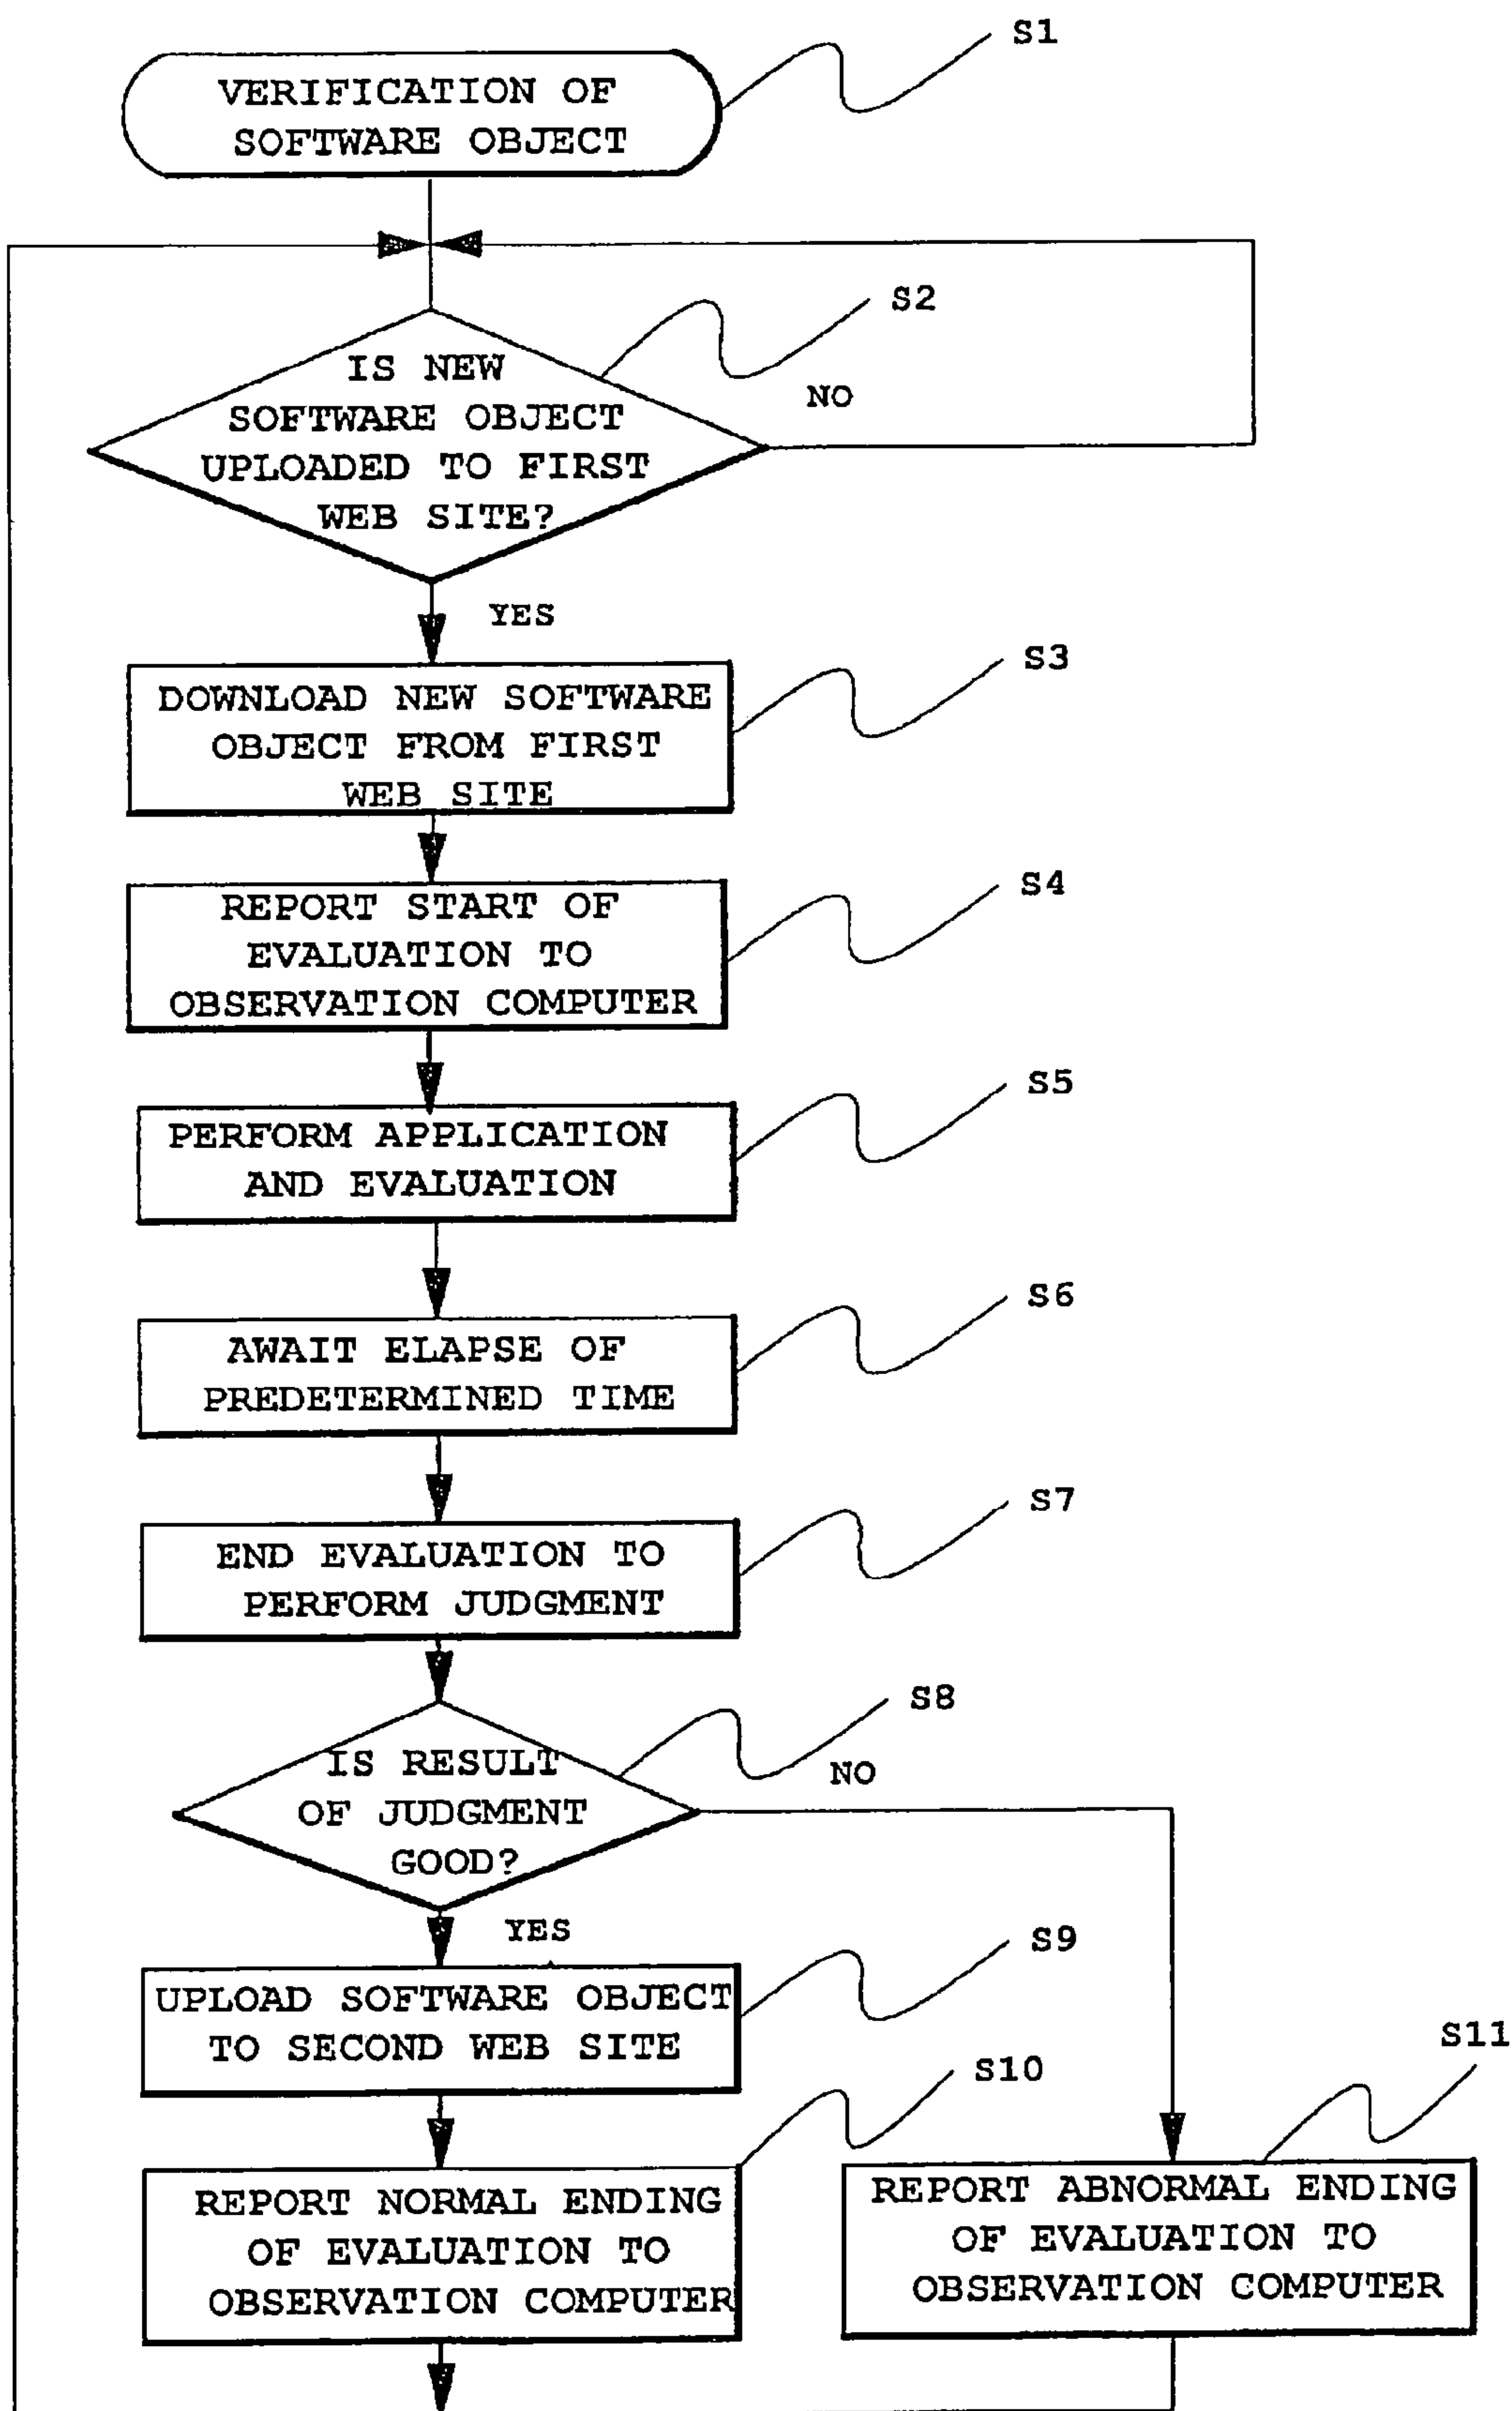 S1
VERIFICATION OF
SOFTWARE OBJECT
S2
IS NEW
SOFTWARE OBJECT
UPLOADED TO FIRST
WEB SITE?
NO
YES
S3
DOWNLOAD NEW SOFTWARE
OBJECT FROM FIRST
WEB SITE
S4
REPORT START OF
EVALUATION TO
OBSERVATION COMPUTER
S5
PERFORM APPLICATION
AND EVALUATION
S6
AWAIT ELAPSE OF
PREDETERMINED TIME
S7
END EVALUATION TO
PERFORM JUDGMENT
S8
IS RESULT
OF JUDGMENT
GOOD?
NO
YES
S9
UPLOAD SOFTWARE OBJECT
TO SECOND WEB SITE
S10
REPORT NORMAL ENDING
OF EVALUATION TO
OBSERVATION COMPUTER
S11
REPORT ABNORMAL ENDING
OF EVALUATION TO
OBSERVATION COMPUTER